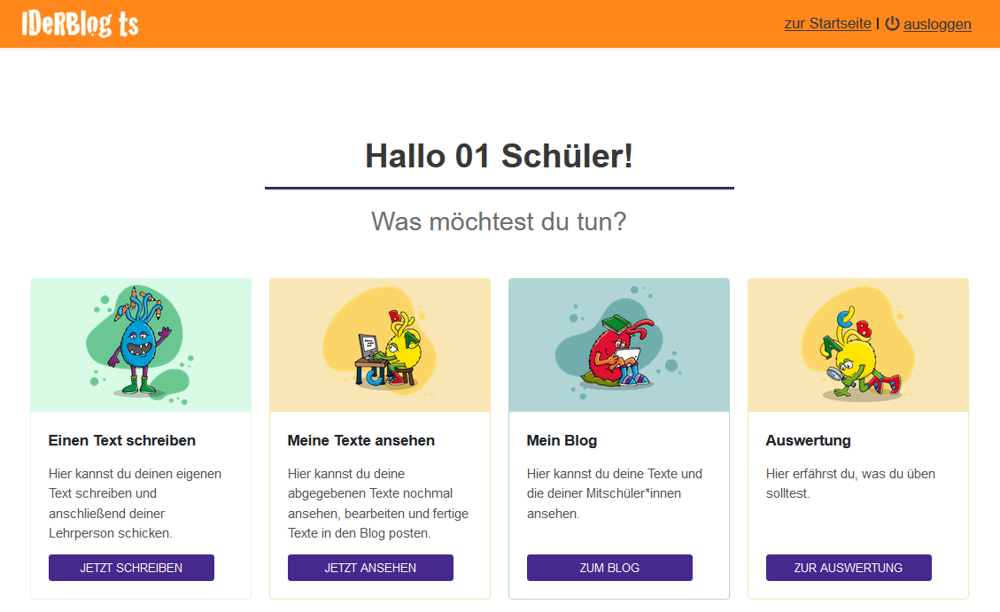 IDeRBlog ts
zur Startseite | ausloggen
Hallo 01 Schüler!
Was möchtest du tun?
B
A
C
A
C
B
Einen Text schreiben
Hier kannst du deinen eigenen
Text schreiben und
anschließend deiner
Lehrperson schicken.
JETZT SCHREIBEN
Meine Texte ansehen
Hier kannst du deine
abgegebenen Texte nochmal
ansehen, bearbeiten und fertige
Texte in den Blog posten.
JETZT ANSEHEN
Mein Blog
Hier kannst du deine Texte und
die deiner Mitschüler*innen
ansehen.
ZUM BLOG
Auswertung
Hier erfährst du, was du üben
solltest.
ZUR AUSWERTUNG